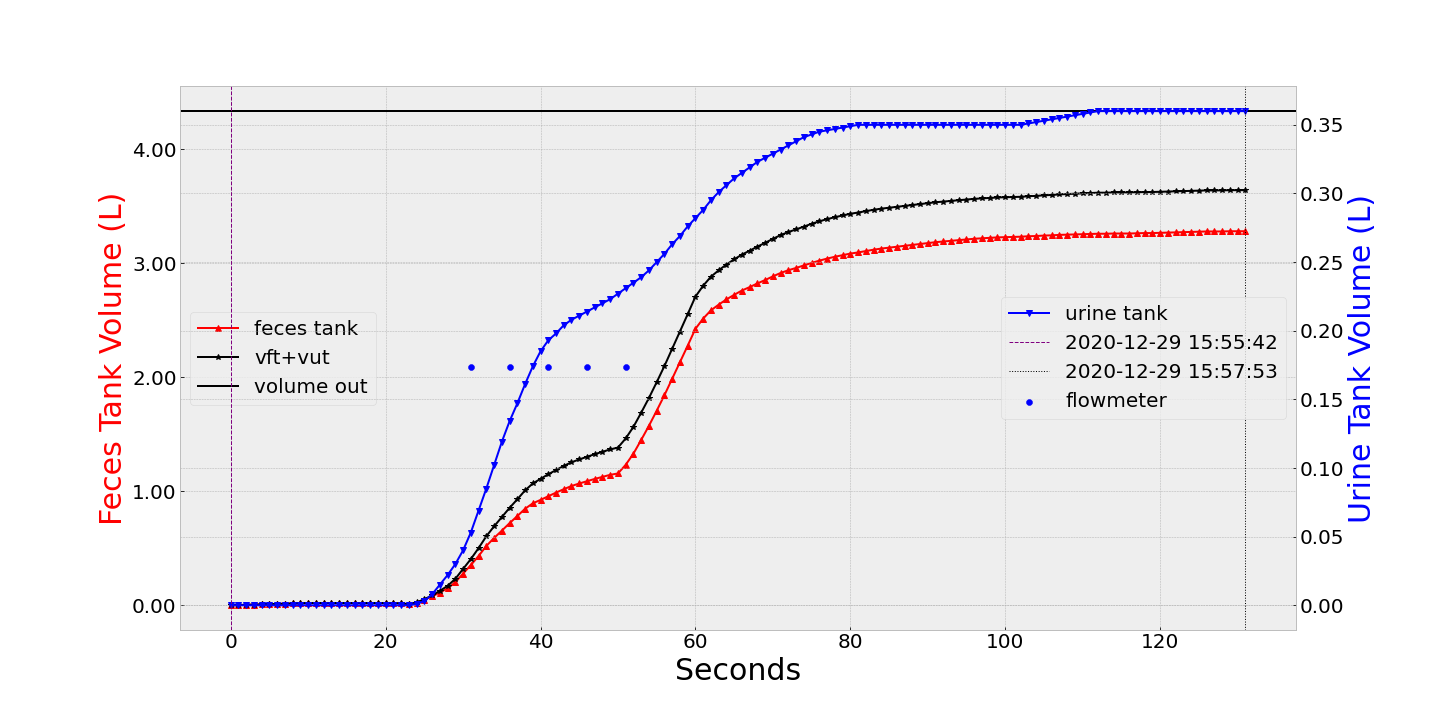 4.00
3.00
2.00
1.00
0.00
Feces Tank Volume (L)
feces tank
vft+vut
volume out
urine tank
2020-12-29 15:55:42
2020-12-29 15:57:53
flowmeter
0.35
0.30
0.25
0.20
0.15
0.10
0.05
0.00
Urine Tank Volume (L)
0 20 40 60 80 100 120
Seconds